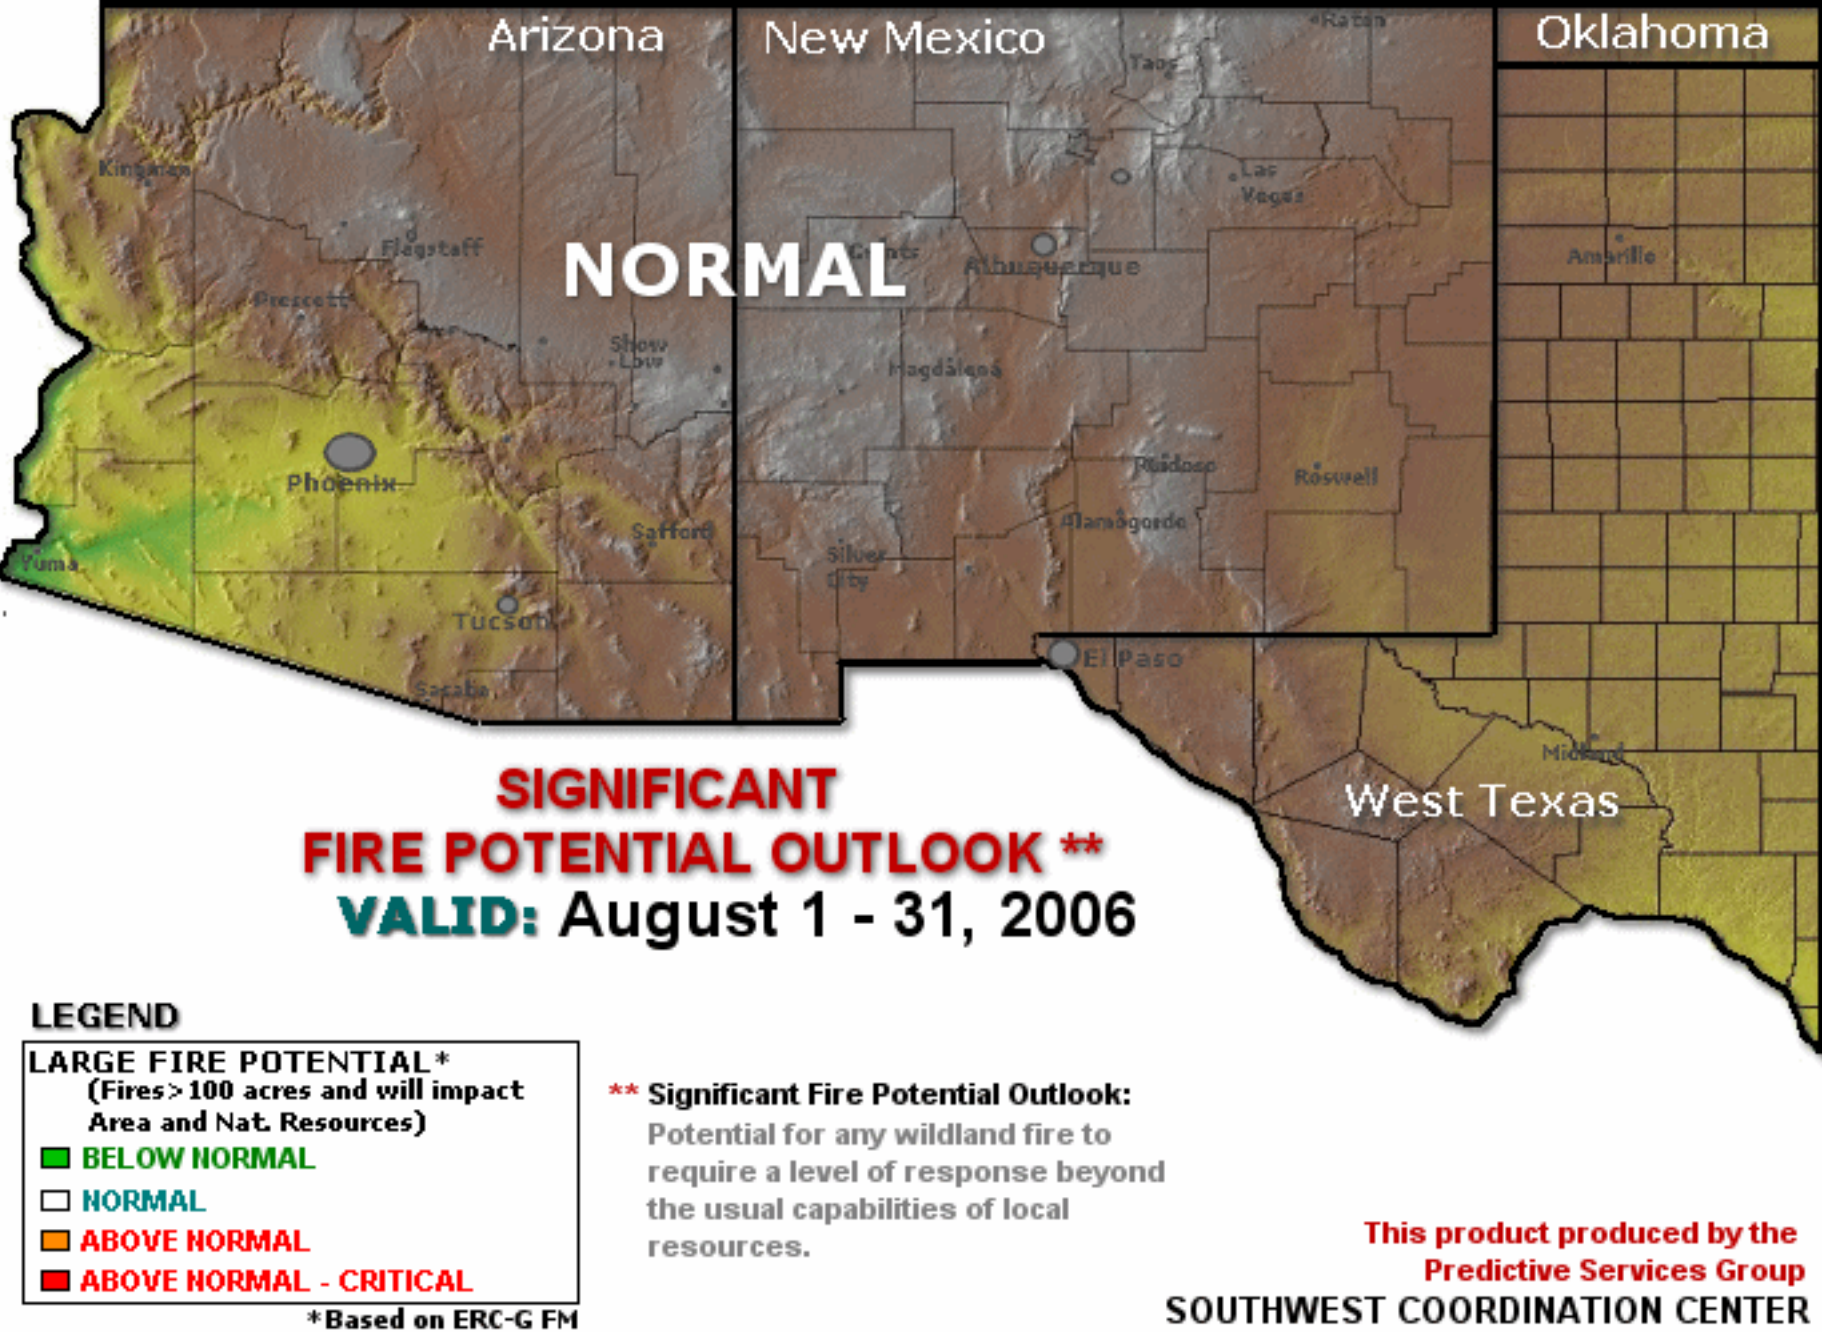 Arizona
New Mexico
Oklahoma
Raton
Taos
Kingman
Las
Vegas
Flagstaff
NORMAL
Grants
Albuquerque
Amarillo
Prescott
Show
Low
Magdalena
Phoenix
Ruidoso
Roswell
Safford
Alamogordo
Silver
City
Yuma
Tucson
El Paso
Sasabe
Midland
West Texas
SIGNIFICANT
FIRE POTENTIAL OUTLOOK **
VALID: August 1 - 31, 2006
LEGEND
LARGE FIRE POTENTIAL*
(Fires>100 acres and will impact
Area and Nat. Resources)
BELOW NORMAL
NORMAL
ABOVE NORMAL
ABOVE NORMAL - CRITICAL
*Based on ERC-G FM
** Significant Fire Potential Outlook:
Potential for any wildland fire to
require a level of response beyond
the usual capabilities of local
resources.
This product produced by the
Predictive Services Group
SOUTHWEST COORDINATION CENTER